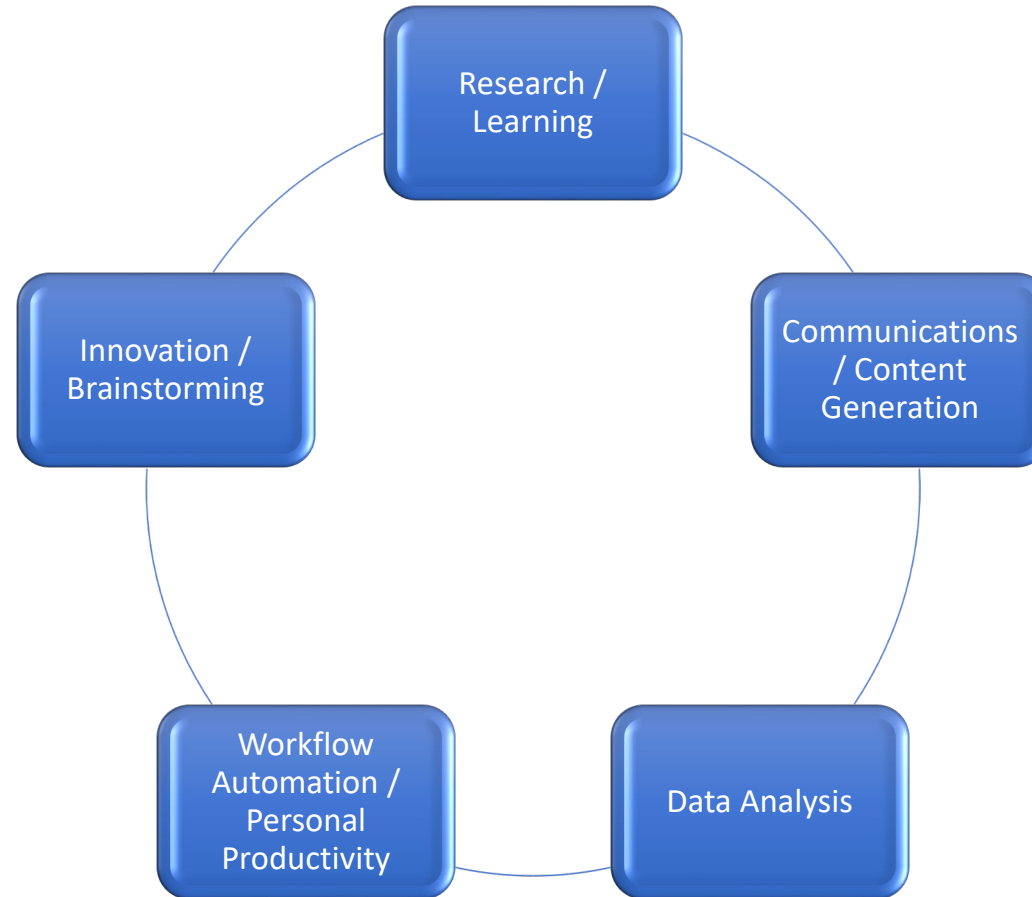 Research /
Learning
Communications
/ Content
Generation
Data Analysis
Workflow
Automation /
Personal
Productivity
Innovation /
Brainstorming